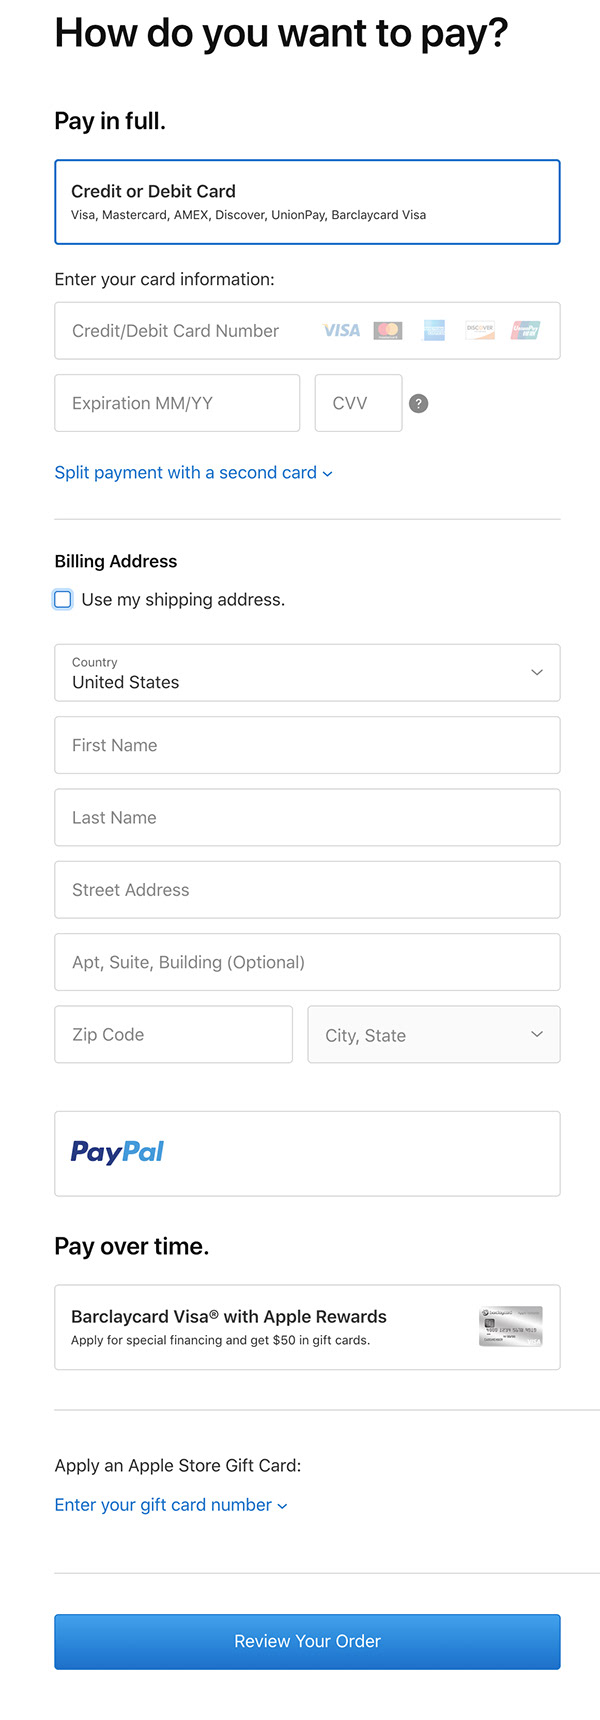 How do you want to pay?
Pay in full.
Credit or Debit Card
Visa, Mastercard, AMEX, Discover, UnionPay, Barclaycard Visa
Enter your card information:
Credit/Debit Card Number VISA DISCOVER
Expiration MM/YY CVV ?
Split payment with a second card
Billing Address
Use my shipping address.
Country
United States
First Name
Last Name
Street Address
Apt, Suite, Building (Optional)
Zip Code City, State
PayPal
Pay over time.
Barclaycard Visa® with Apple Rewards
Apply for special financing and get $50 in gift cards.
Apply an Apple Store Gift Card:
Enter your gift card number
Review Your Order